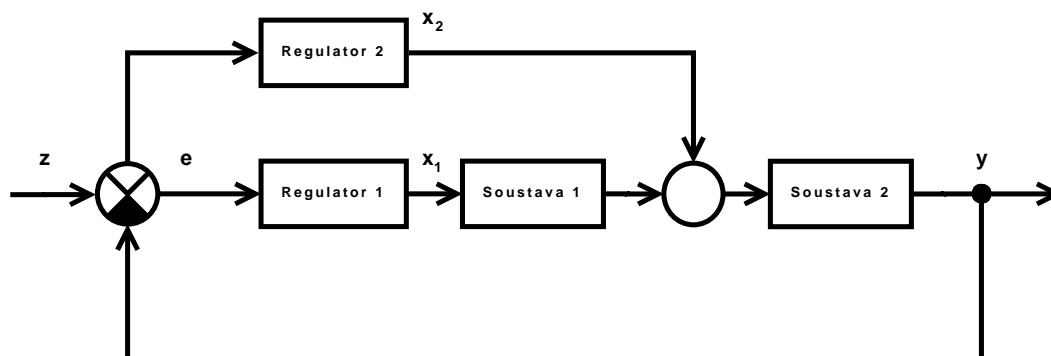 x2
Regulator 2
z
e
x1
y
Regulator 1
Soustava 1
Soustava 2